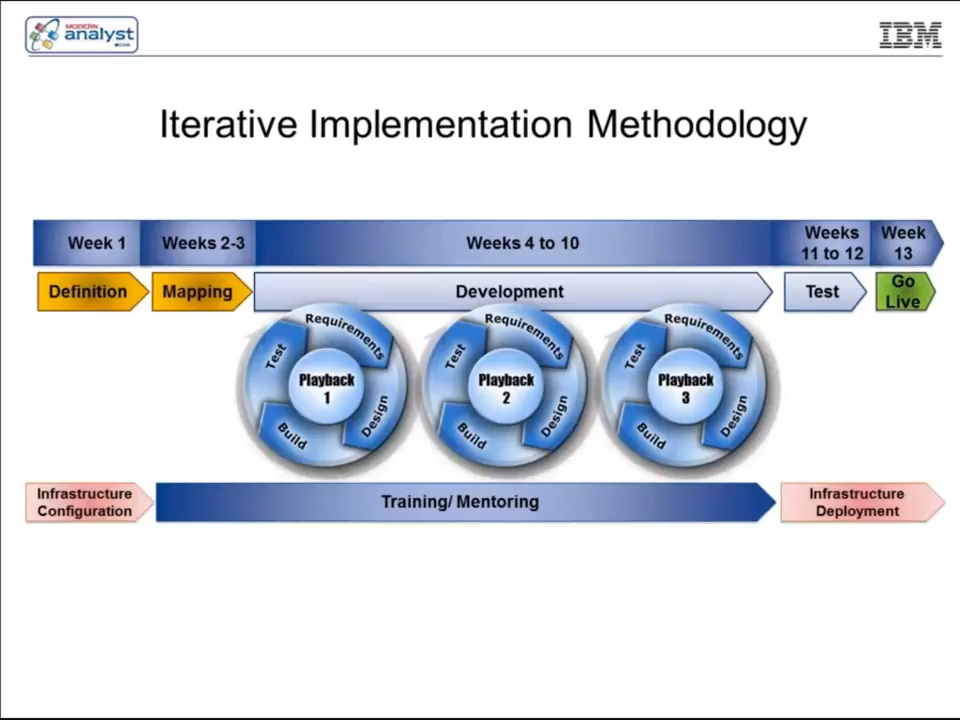 MODERN
analyst
.COM
IBM
Iterative Implementation Methodology
Week 1
Weeks 2-3
Weeks 4 to 10
Weeks
11 to 12
Week
13
Definition
Mapping
Development
Test
Go
Live
Requirements
Design
Build
Test
Playback
1
Requirements
Design
Build
Test
Playback
2
Requirements
Design
Build
Test
Playback
3
Infrastructure
Configuration
Training/ Mentoring
Infrastructure
Deployment